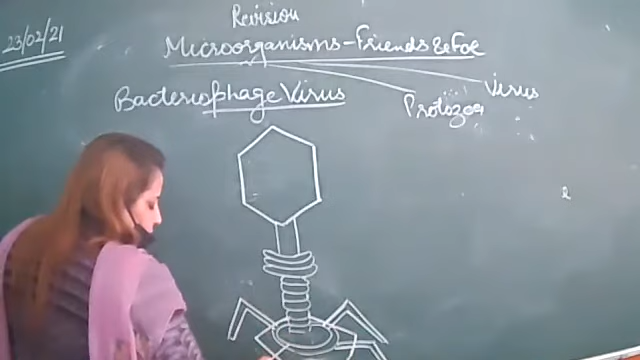 23/02/21
Revision
Microorganisms - Friends & Foe
Virus
Protozoa
Bacteriophage Virus